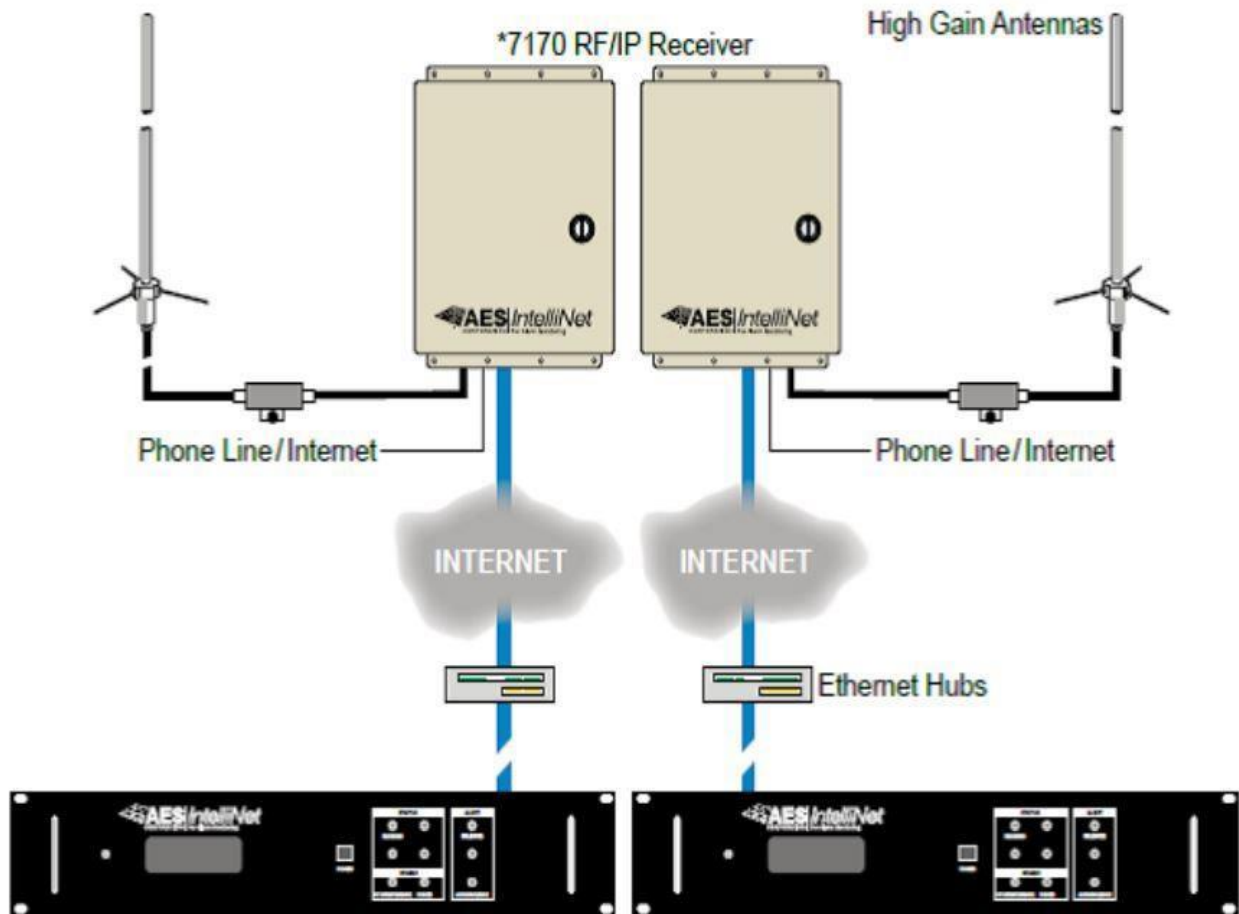 *7170 RF/IP Receiver
High Gain Antennas
AES IntelliNet
AES IntelliNet
Phone Line/Internet
Phone Line/Internet
INTERNET
INTERNET
Ethernet Hubs
AES IntelliNet
AES IntelliNet